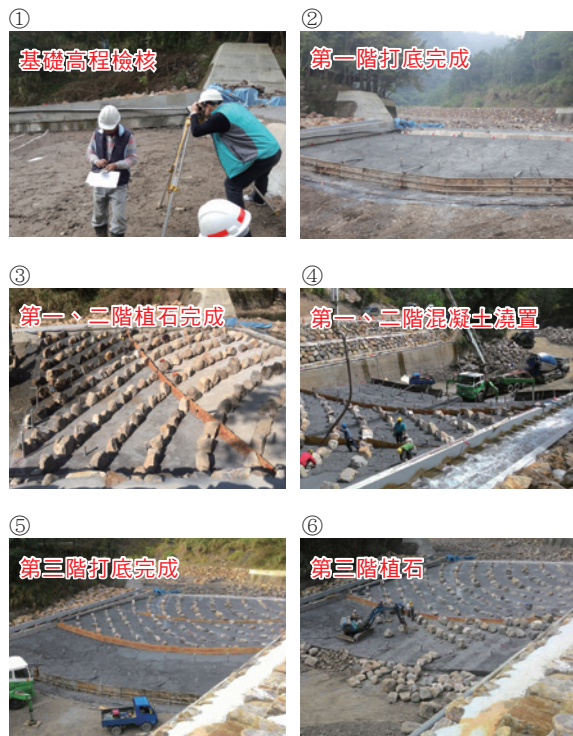 ①
基礎高程檢核
②
第一階打底完成
③
第一、二階植石完成
④
第一、二階混凝土澆置
⑤
第三階打底完成
⑥
第三階植石